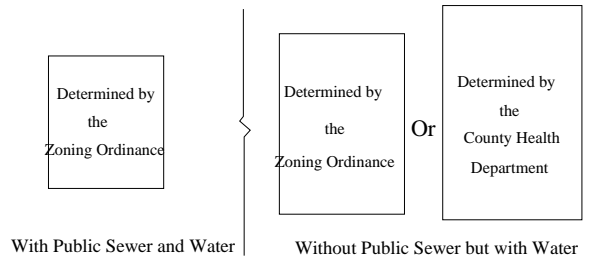 Determined by
the
Zoning Ordinance
With Public Sewer and Water
Determined by
the
Zoning Ordinance
Or
Determined by
the
County Health
Department
Without Public Sewer but with Water